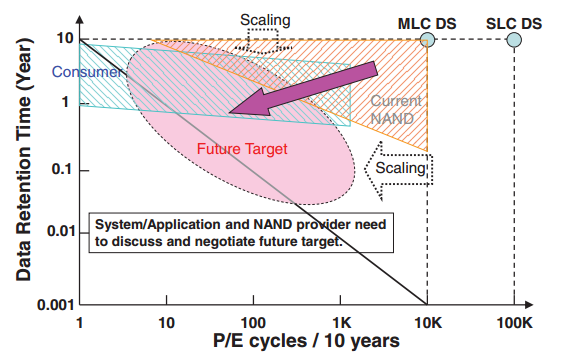 Scaling
MLC DS
SLC DS
Data Retention Time (Year)
10
1
0.1
0.01
0.001
Consumer
Current
NAND
Future Target
Scaling
System/Application and NAND provider need
to discuss and negotiate future target.
1
10
100
1K
10K
100K
P/E cycles / 10 years